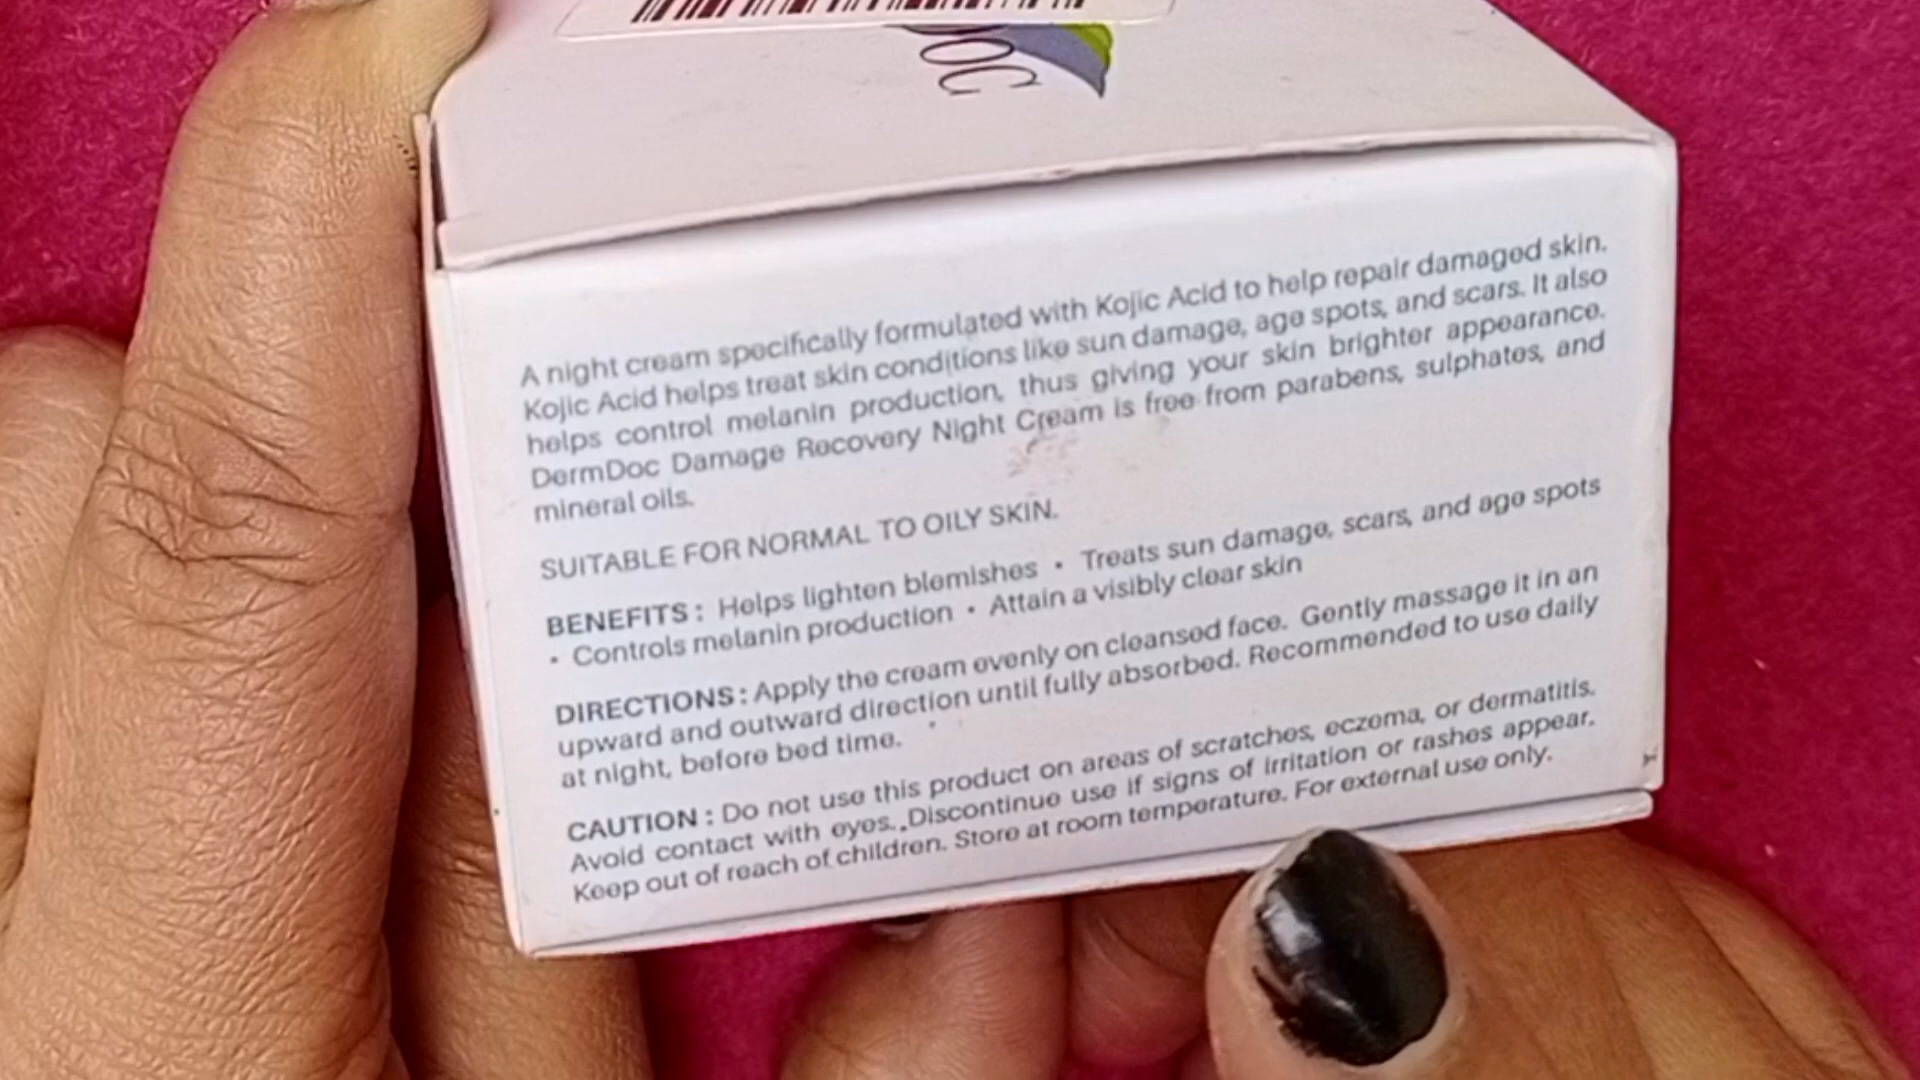 DOC
A night cream specifically formulated with Kojic Acid to help repair damaged skin.
Kojic Acid helps treat skin conditions like sun damage, age spots, and scars. It also
helps control melanin production, thus giving your skin brighter appearance.
DermDoc Damage Recovery Night Cream is free from parabens, sulphates, and
mineral oils.
SUITABLE FOR NORMAL TO OILY SKIN.
BENEFITS : Helps lighten blemishes • Treats sun damage, scars, and age spots
• Controls melanin production • Attain a visibly clear skin
DIRECTIONS : Apply the cream evenly on cleansed face. Gently massage it in an
upward and outward direction until fully absorbed. Recommended to use daily
at night, before bed time.
CAUTION : Do not use this product on areas of scratches, eczema, or dermatitis.
Avoid contact with eyes. Discontinue use if signs of irritation or rashes appear.
Keep out of reach of children. Store at room temperature. For external use only.